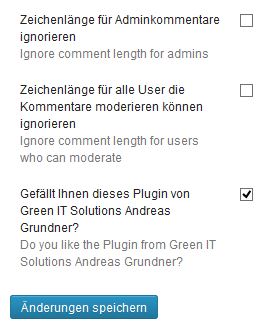 Zeichenlänge für Adminkommentare
ignorieren
Ignore comment length for admins
Zeichenlänge für alle User die
Kommentare moderieren können
ignorieren
Ignore comment length for users
who can moderate
Gefällt Ihnen dieses Plugin von
Green IT Solutions Andreas
Grundner?
Do you like the Plugin from Green IT
Solutions Andreas Grundner?
Änderungen speichern